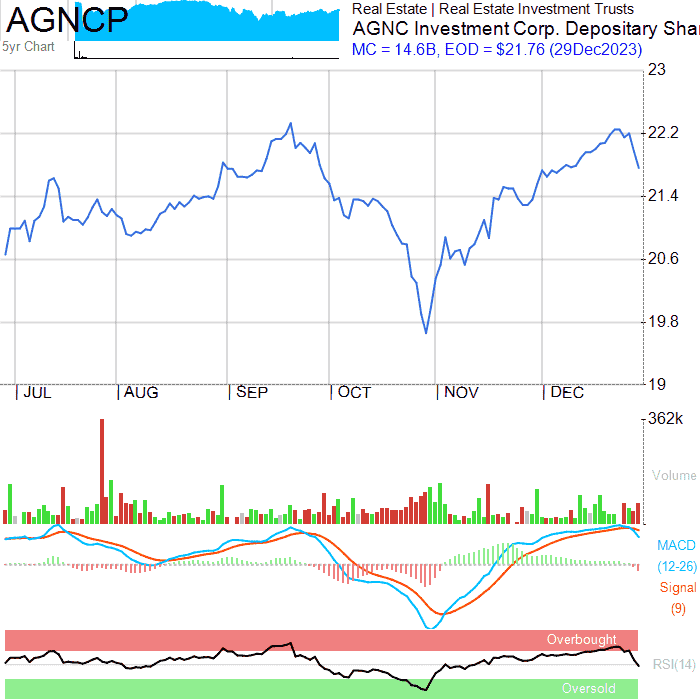 AGNCP
5yr Chart
Real Estate | Real Estate Investment Trusts
AGNC Investment Corp. Depositary Shar
MC = 14.6B, EOD = $21.76 (29Dec2023)
23
22.2
21.4
20.6
19.8
19
JUL AUG SEP OCT NOV DEC
362k
Volume
MACD
(12-26)
Signal
(9)
Overbought
RSI(14)
Oversold